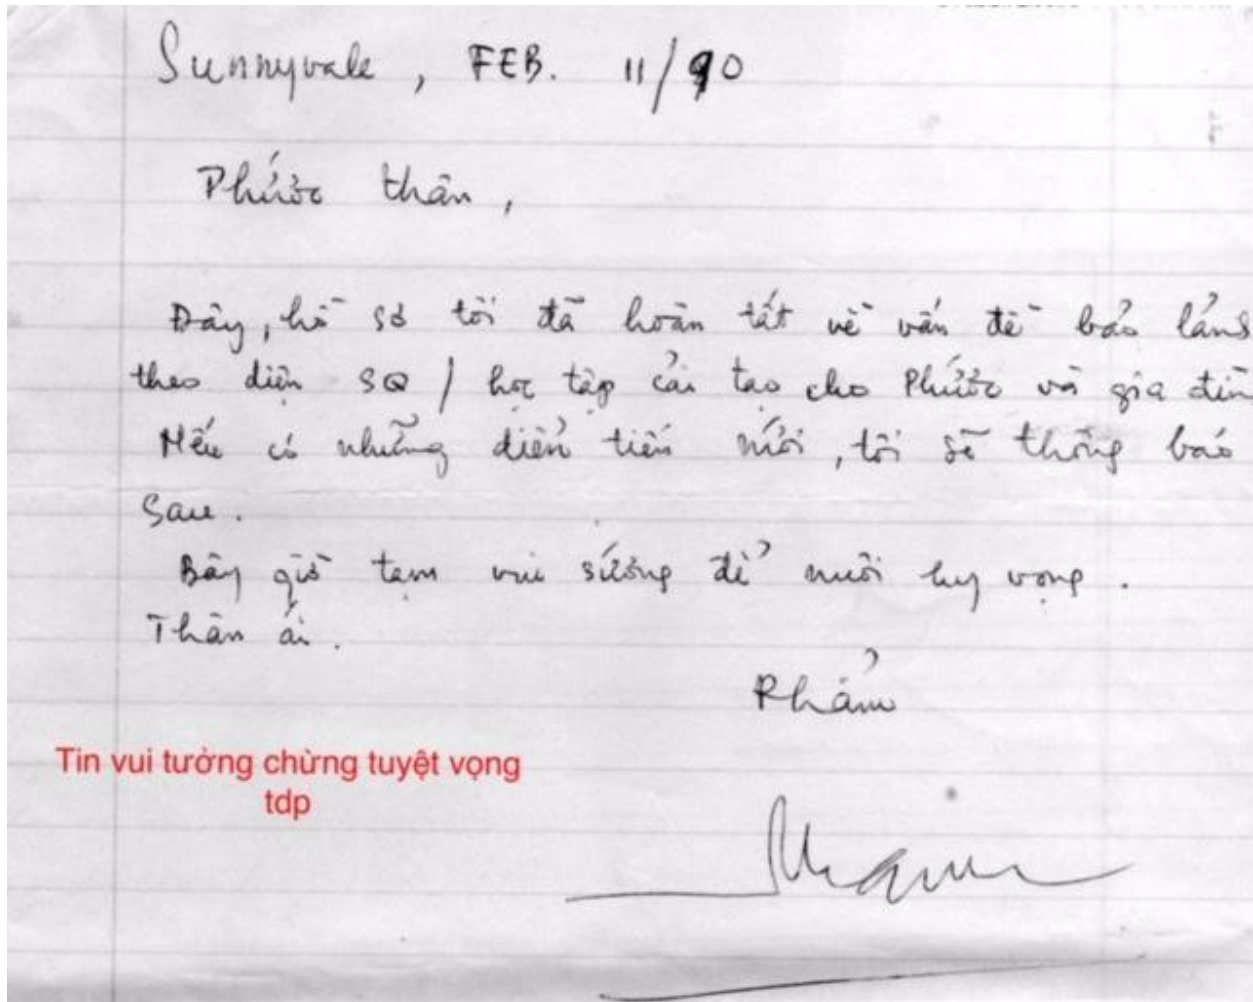 Sunnyvale, FEB. 11/90
Phước thân,
Đây, hồ sơ tôi đã hoàn tất về vấn đề bảo lãnh
theo diện SQ / học tập cải tạo cho Phước và gia đìn
Nếu có những diễn tiến mới, tôi sẽ thông báo
sau.
Bây giờ tạm vui sướng để nuôi hy vọng.
Thân ái.
Phẩm
Tin vui tưởng chừng tuyệt vọng
tdp